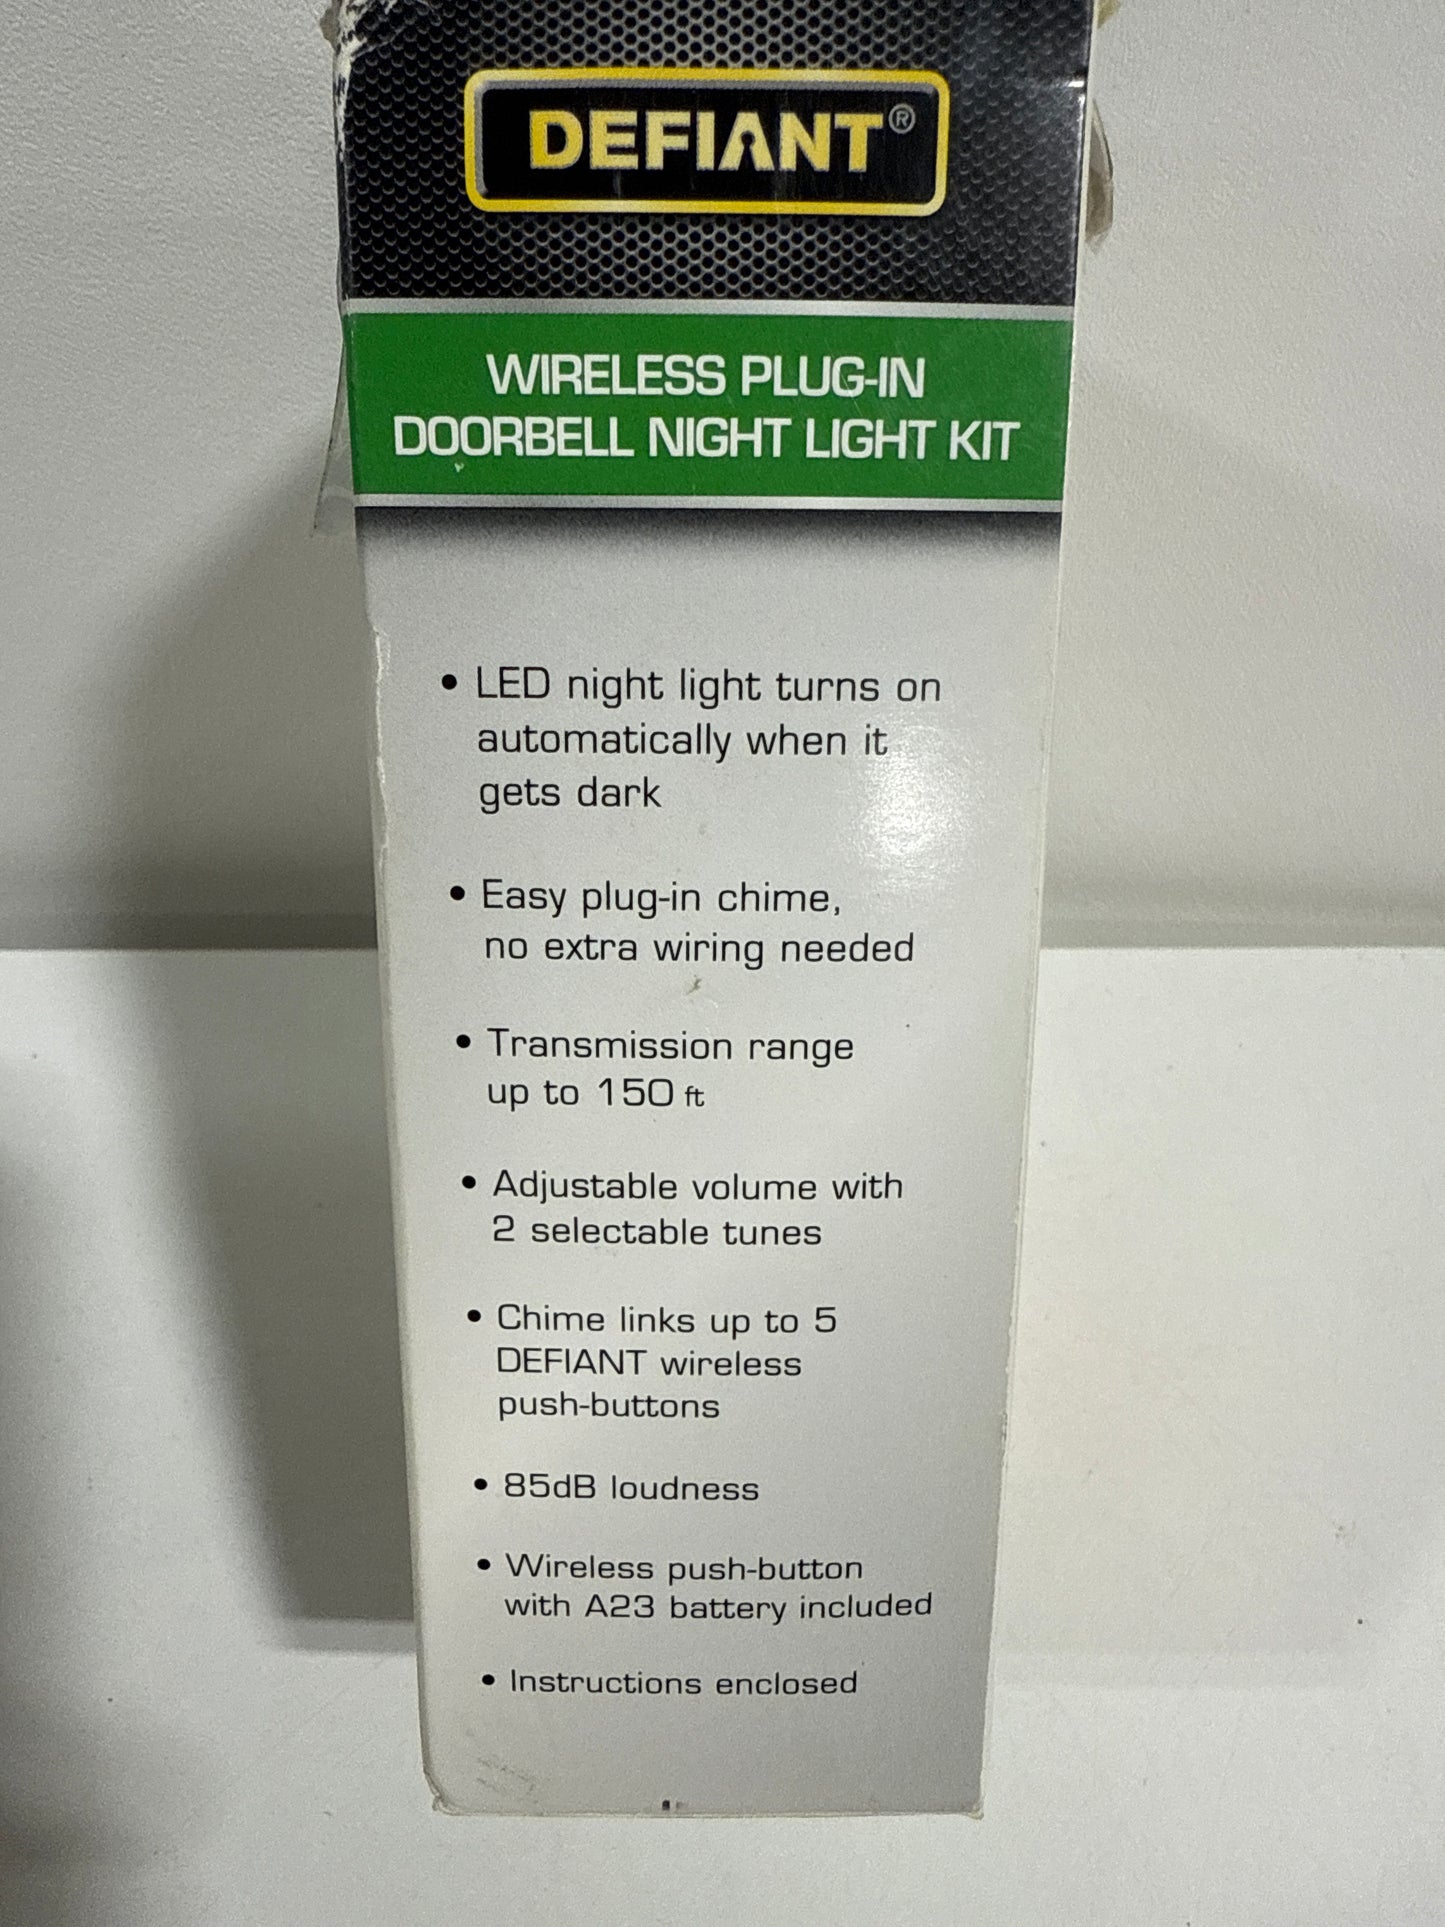 DEFIANT®
WIRELESS PLUG-IN
DOORBELL NIGHT LIGHT KIT
• LED night light turns on
automatically when it
gets dark
• Easy plug-in chime,
no extra wiring needed
• Transmission range
up to 150 ft
• Adjustable volume with
2 selectable tunes
• Chime links up to 5
DEFIANT wireless
push-buttons
• 85dB loudness
• Wireless push-button
with A23 battery included
• Instructions enclosed